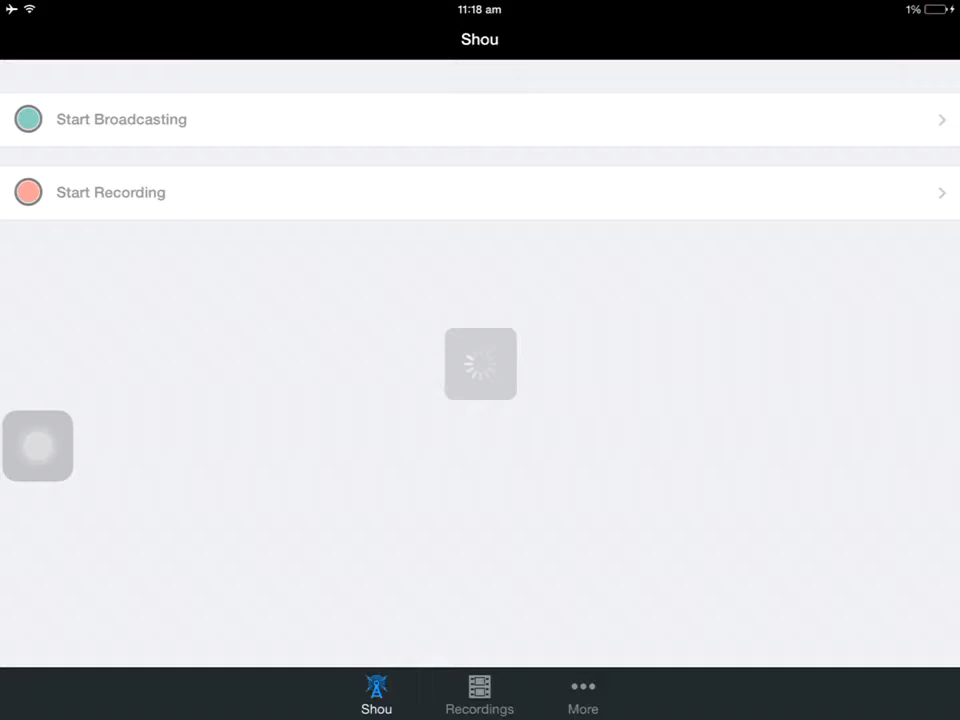 11:18 am
1%
Shou
Start Broadcasting
Start Recording
Shou
Recordings
More